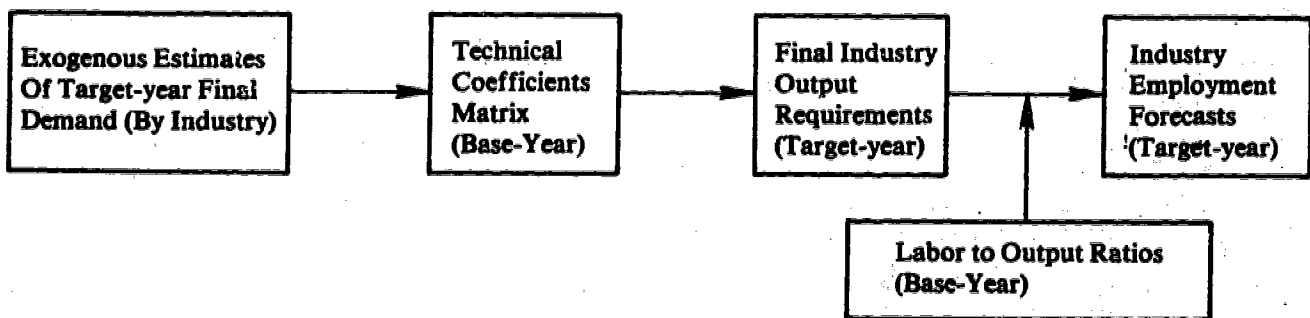 Exogenous Estimates
Of Target-year Final
Demand (By Industry)
Technical
Coefficients
Matrix
(Base-Year)
Final Industry
Output
Requirements
(Target-year)
Industry
Employment
Forecasts
(Target-year)
Labor to Output Ratios
(Base-Year)